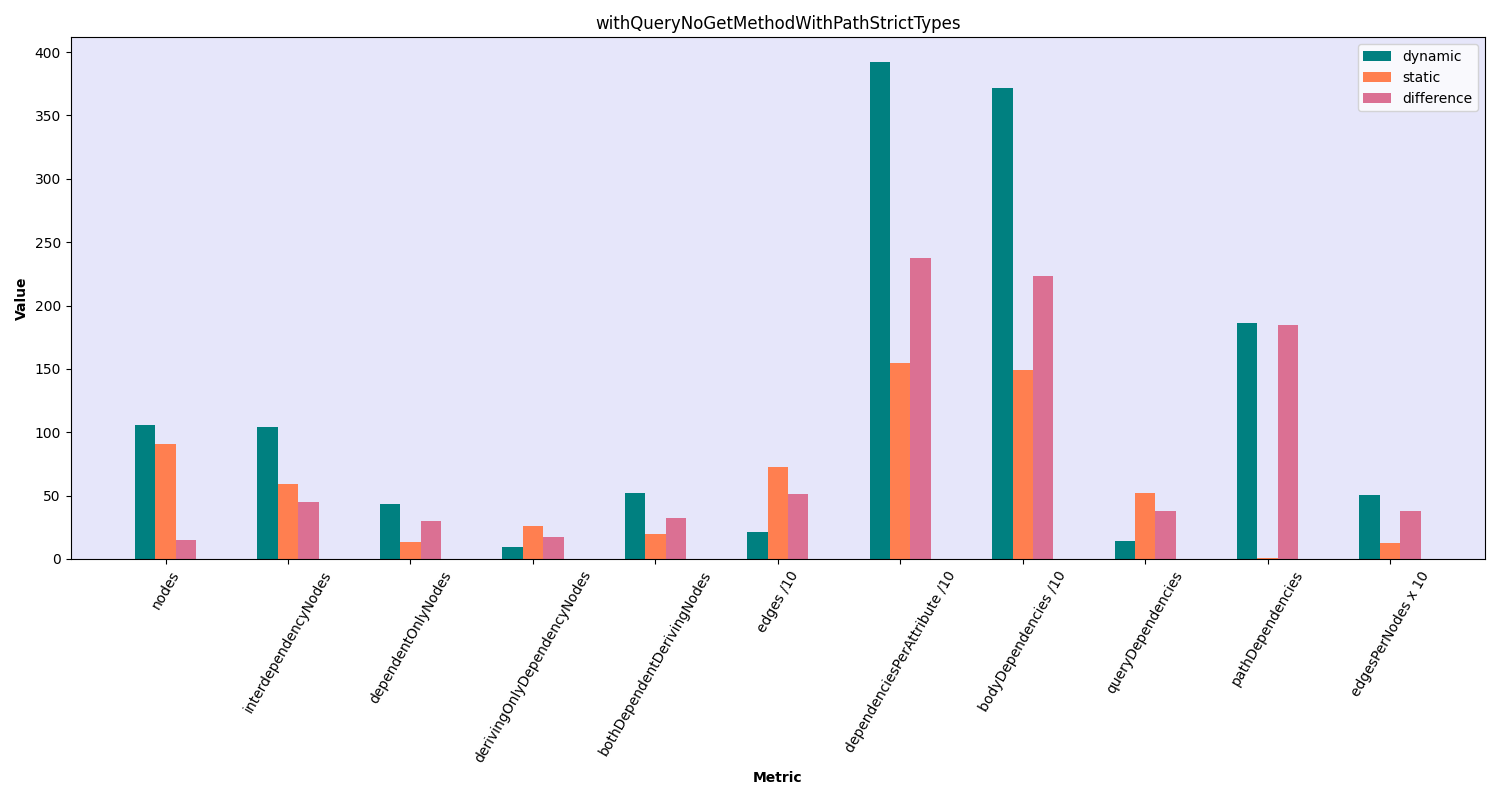 withQueryNoGetMethodWithPathStrictTypes
dynamic
static
difference
Value
400
350
300
250
200
150
100
50
0
nodes
interdependencyNodes
dependentOnlyNodes
derivingOnlyDependencyNodes
bothDependentDerivingNodes
edges /10
dependenciesPerAttribute /10
bodyDependencies /10
queryDependencies
pathDependencies
edgesPerNodes x 10
Metric